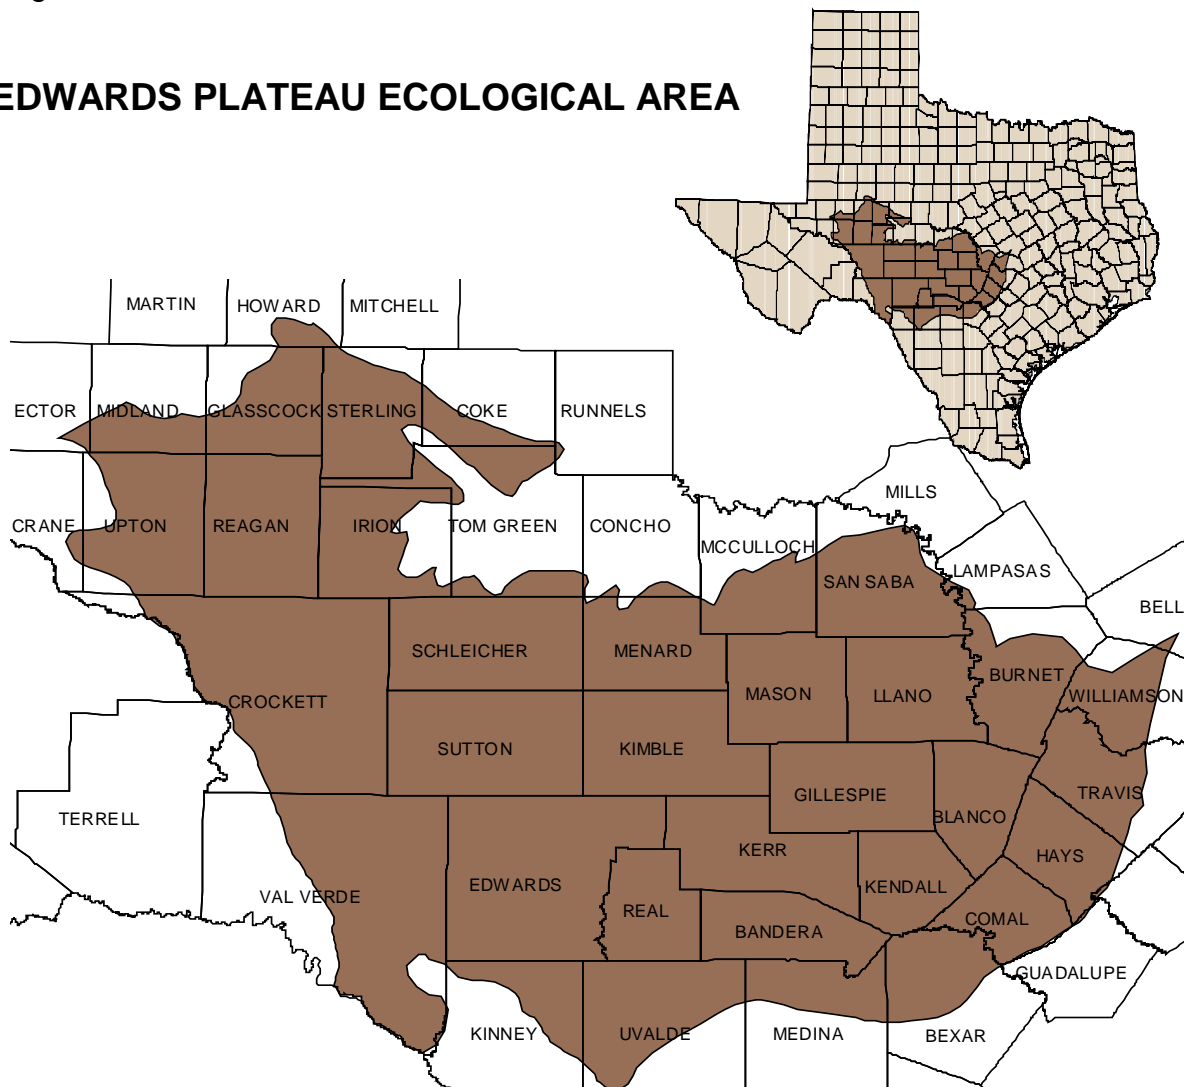 EDWARDS PLATEAU ECOLOGICAL AREA
MARTIN HOWARD MITCHELL
ECTOR MIDLAND GLASSCOCK STERLING COKE RUNNELS
MILLS
CRANE UPTON REAGAN IRION TOM GREEN CONCHO
MCCULLOCH
LAMPASAS
SAN SABA
BELL
SCHLEICHER MENARD
BURNET
MASON LLANO WILLIAMSON
CROCKETT
SUTTON KIMBLE
GILLESPIE TRAVIS
TERRELL BLANCO
KERR HAYS
EDWARDS KENDALL
VAL VERDE
REAL COMAL
BANDERA
GUADALUPE
KINNEY UVALDE MEDINA BEXAR